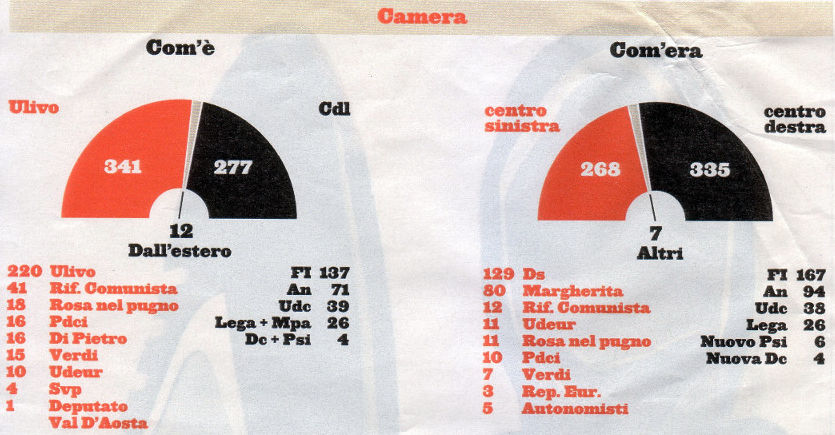 Camera
Com'è
Ulivo
Cdl
341
277
12
Dall'estero
220 Ulivo
41 Rif. Comunista
18 Rosa nel pugno
16 Pdci
16 Di Pietro
15 Verdi
10 Udeur
4 Svp
1 Deputato
Val D'Aosta
FI 137
An 71
Udc 39
Lega + Mpa 26
Dc + Psi 4
Com'era
centro
sinistra
centro
destra
268
335
7
Altri
129 Ds
80 Margherita
12 Rif. Comunista
11 Udeur
11 Rosa nel pugno
10 Pdci
7 Verdi
3 Rep. Eur.
5 Autonomisti
FI 167
An 94
Udc 38
Lega 26
Nuovo Psi 6
Nuova Dc 4